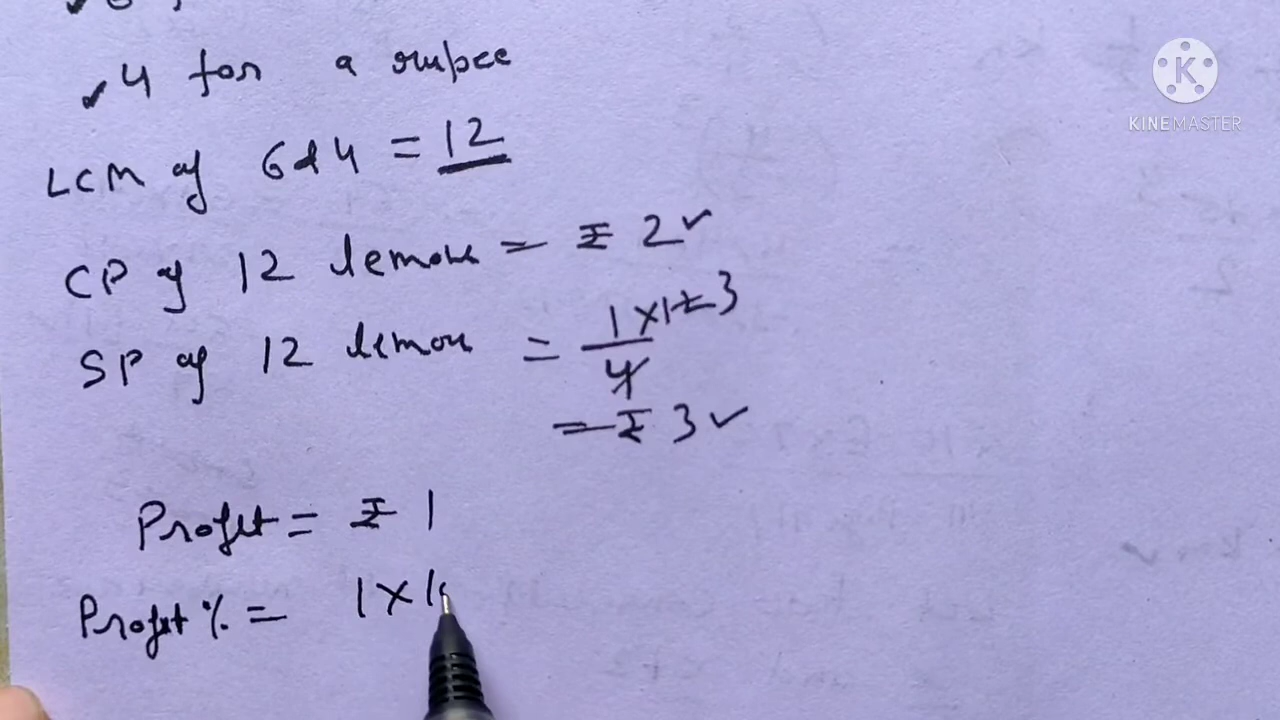 4 for a rupee
LCM of 6 & 4 = 12
CP of 12 lemons = ₹ 2 ✓
SP of 12 lemon = 1 × 12 3
4
= ₹ 3 ✓
Profit = ₹ 1
Profit % = 1 × 1
KINEMASTER